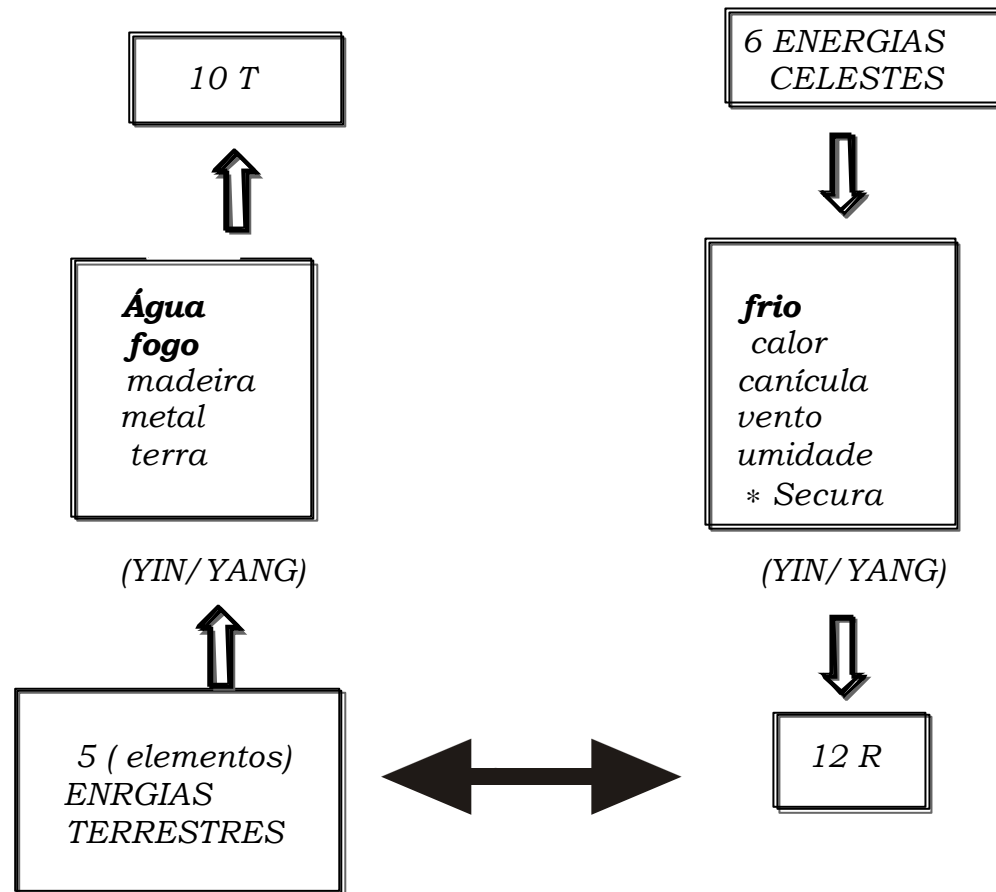 10 T
6 ENERGIAS
CELESTES
Água
fogo
madeira
metal
terra
frio
calor
canícula
vento
umidade
* Secura
(YIN/ YANG)
(YIN/ YANG)
5 ( elementos)
ENRGIAS
TERRESTRES
12 R